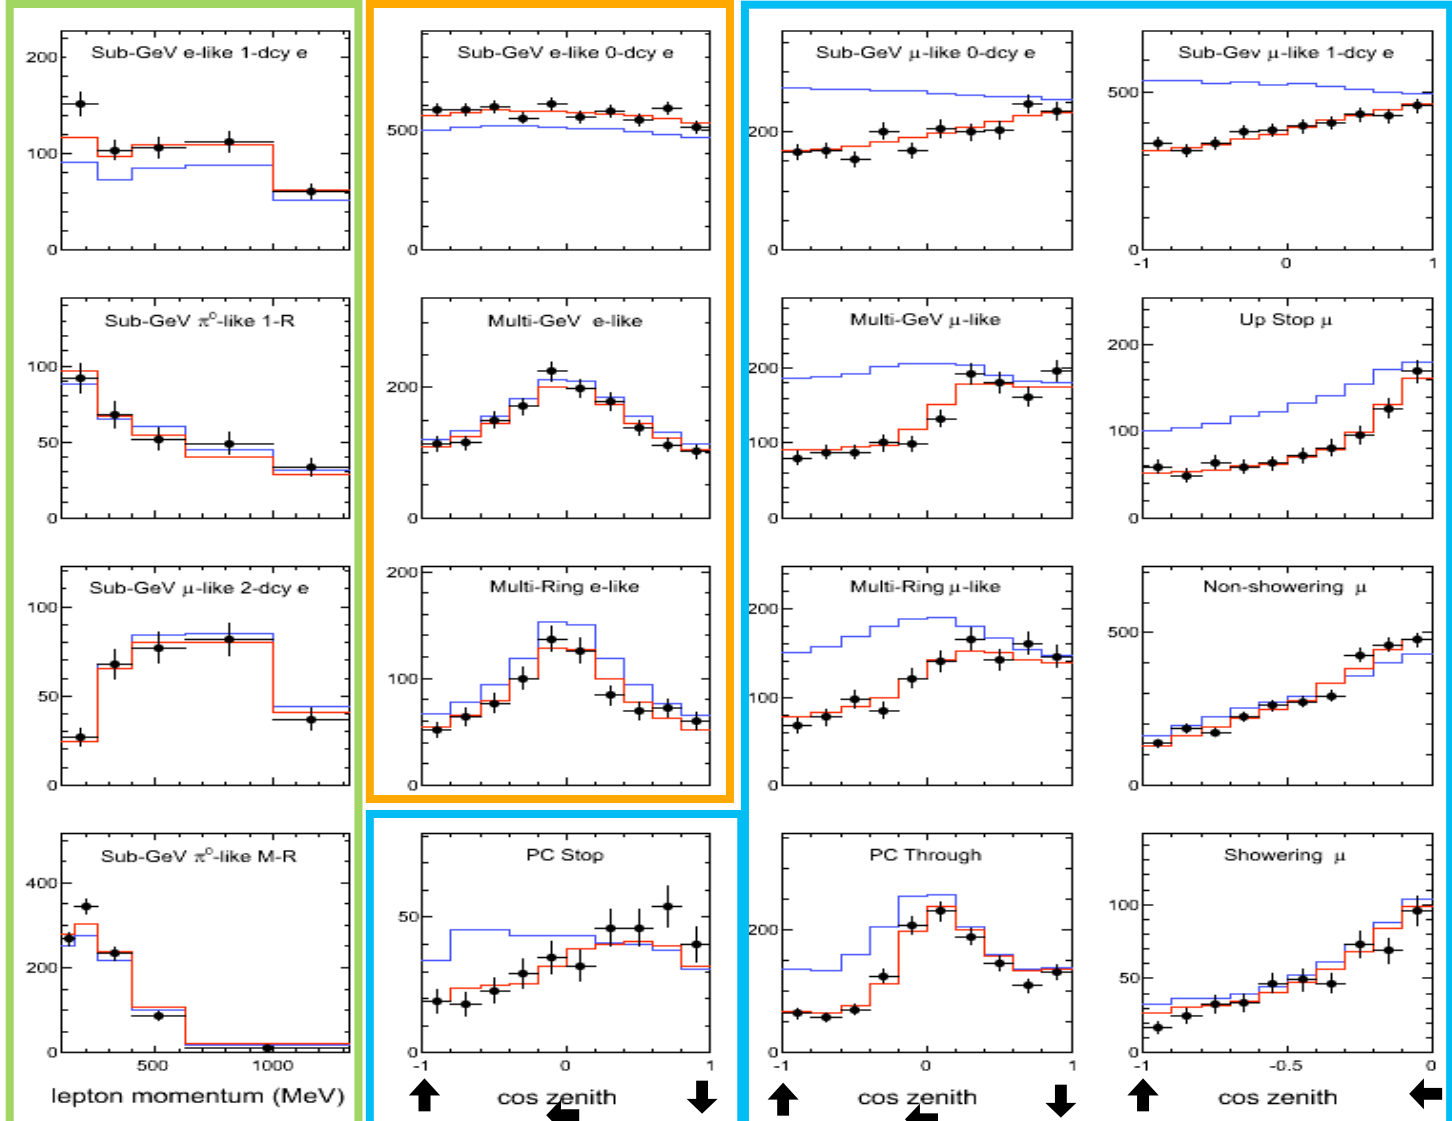 Sub-GeV e-like 1-dcy e
200
100
0
Sub-GeV e-like 0-dcy e
500
0
Sub-GeV μ-like 0-dcy e
200
0
Sub-Gev μ-like 1-dcy e
500
0
-1 0 1
Sub-GeV π⁰-like 1-R
100
50
0
Multi-GeV e-like
200
0
Multi-GeV μ-like
200
100
0
Up Stop μ
200
100
0
Sub-GeV μ-like 2-dcy e
100
50
0
Multi-Ring e-like
200
100
0
Multi-Ring μ-like
200
100
0
Non-showering μ
500
0
Sub-GeV π⁰-like M-R
400
200
0
500 1000
lepton momentum (MeV)
PC Stop
50
0
-1 0 1
cos zenith
PC Through
200
0
-1 0 1
cos zenith
Showering μ
100
50
0
-1 -0.5 0
cos zenith